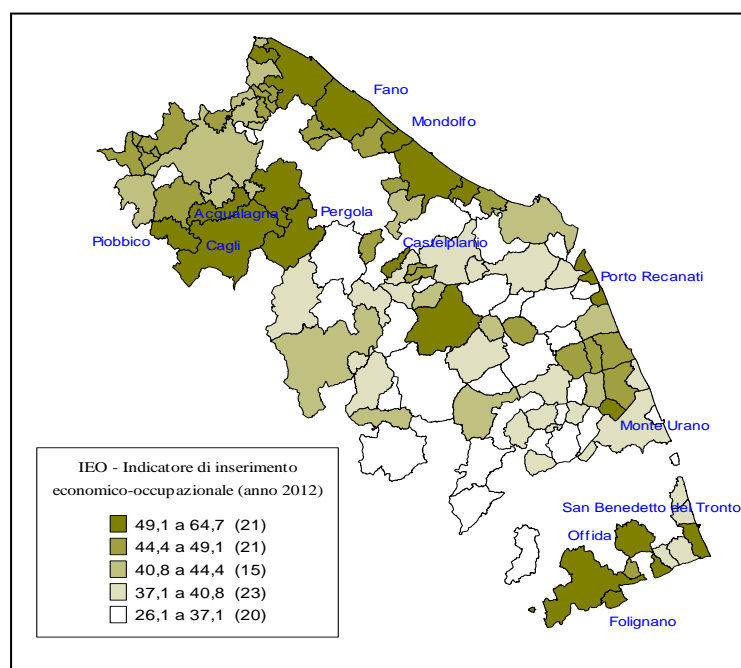 Fano
Mondolfo
Acqualagna
Pergola
Piobbico
Cagli
Castelplanio
Porto Recanati
Monte Urano
IEO - Indicatore di inserimento
economico-occupazionale (anno 2012)
49,1 a 64,7 (21)
44,4 a 49,1 (21)
40,8 a 44,4 (15)
37,1 a 40,8 (23)
26,1 a 37,1 (20)
San Benedetto del Tronto
Offida
Folignano